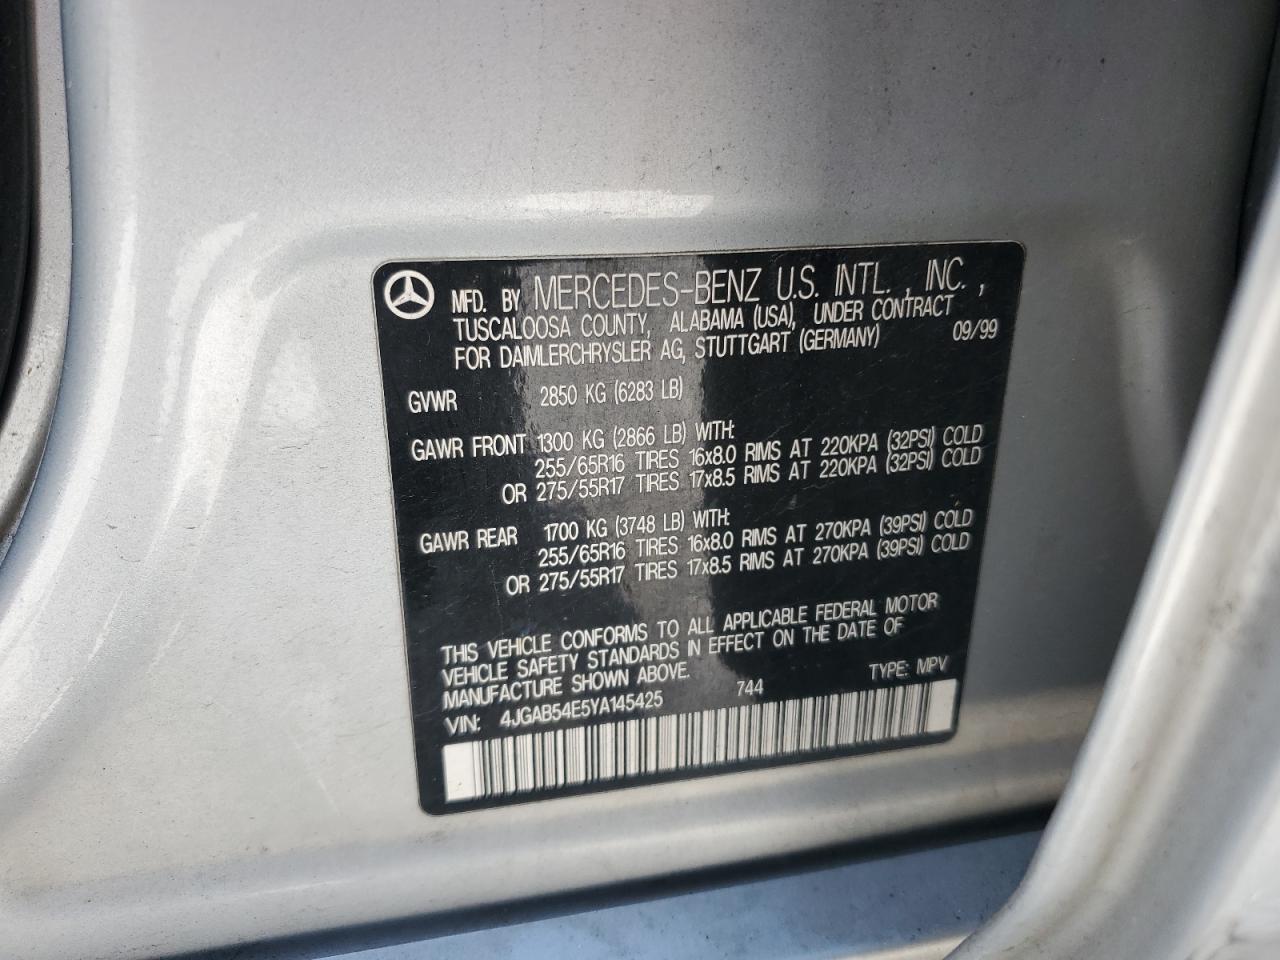 MFD. BY MERCEDES-BENZ U.S. INTL., INC.,
TUSCALOOSA COUNTY, ALABAMA (USA), UNDER CONTRACT
FOR DAIMLERCHRYSLER AG, STUTTGART (GERMANY) 09/99
GVWR 2850 KG (6283 LB)
GAWR FRONT 1300 KG (2866 LB) WITH:
255/65R16 TIRES 16x8.0 RIMS AT 220KPA (32PSI) COLD
OR 275/55R17 TIRES 17x8.5 RIMS AT 220KPA (32PSI) COLD
GAWR REAR 1700 KG (3748 LB) WITH:
255/65R16 TIRES 16x8.0 RIMS AT 270KPA (39PSI) COLD
OR 275/55R17 TIRES 17x8.5 RIMS AT 270KPA (39PSI) COLD
THIS VEHICLE CONFORMS TO ALL APPLICABLE FEDERAL MOTOR
VEHICLE SAFETY STANDARDS IN EFFECT ON THE DATE OF
MANUFACTURE SHOWN ABOVE.
VIN: 4JGAB54E5YA145425 744 TYPE: MPV